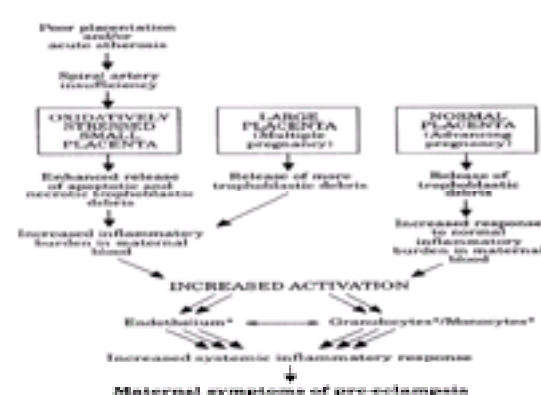 Poor placentation
and/or
acute atherosis
Spiral artery
insufficiency
OXIDATIVELY
STRESSED
SMALL
PLACENTA
LARGE
PLACENTA
(Multiple
pregnancy)
NORMAL
PLACENTA
(Advancing
pregnancy)
Enhanced release
of apoptotic and
necrotic trophoblastic
debris
Release of more
trophoblastic debris
Release of
trophoblastic
debris
Increased inflammatory
burden in maternal
blood
Increased response
to normal
inflammatory
burden in maternal
blood
INCREASED ACTIVATION
Endothelium*
Granulocytes*/Monocytes*
Increased systemic inflammatory response
Maternal symptoms of pre-eclampsia